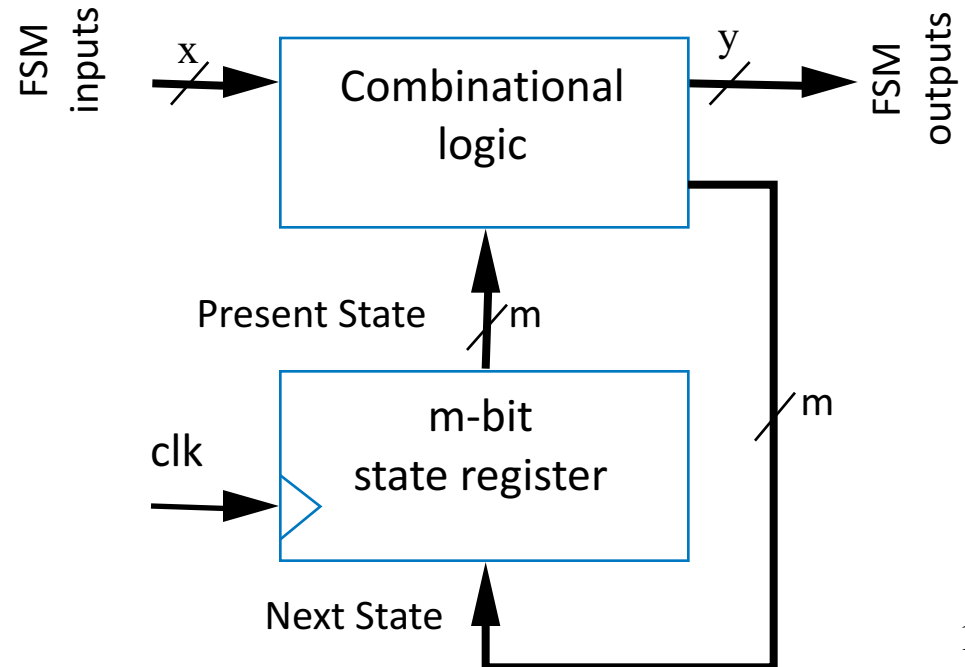 FSM
inputs
x
Combinational
logic
y
FSM
outputs
Present State
m
m
clk
m-bit
state register
Next State